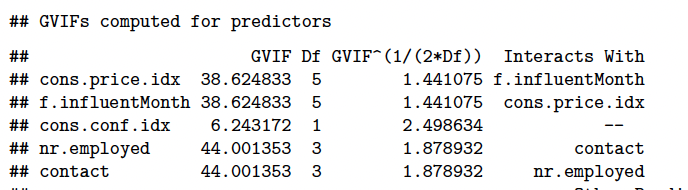 ## GVIFs computed for predictors
##                    GVIF Df GVIF^(1/(2*Df))  Interacts With
## cons.price.idx  38.624833  5        1.441075 f.influentMonth
## f.influentMonth 38.624833  5        1.441075  cons.price.idx
## cons.conf.idx    6.243172  1        2.498634            --
## nr.employed     44.001353  3        1.878932         contact
## contact         44.001353  3        1.878932     nr.employed